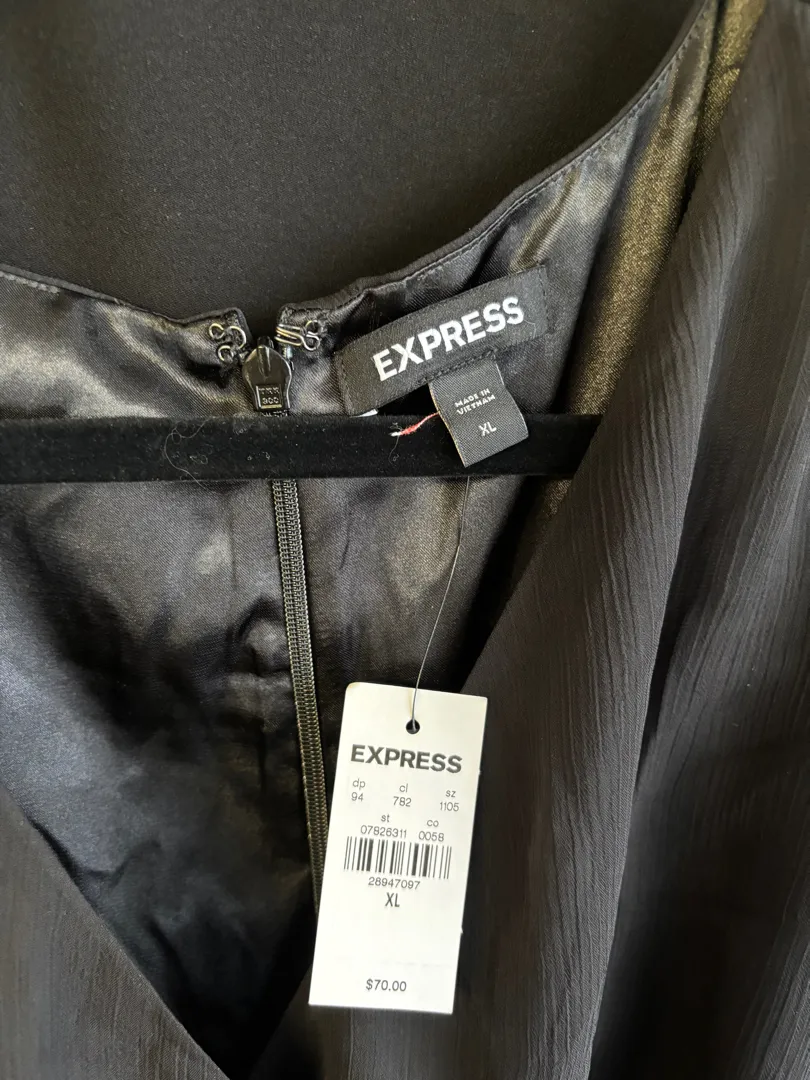 EXPRESS
MADE IN
VIETNAM
XL
EXPRESS
dp cl sz
94 782 1105
st co
07826311 0058
28947097
XL
$70.00